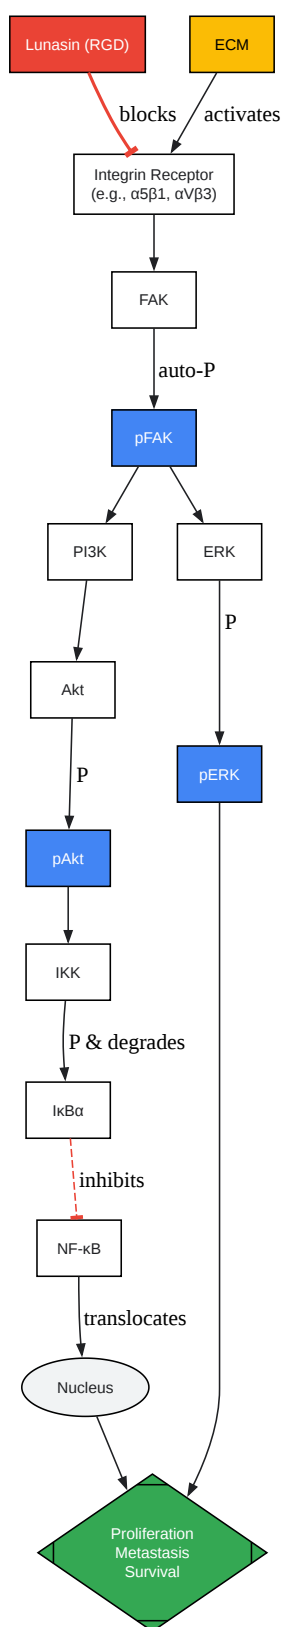 Lunasin (RGD)
ECM
blocks
activates
Integrin Receptor
(e.g., α5β1, αVβ3)
FAK
auto-P
pFAK
PI3K
ERK
P
Akt
P
pERK
pAkt
IKK
P & degrades
IκBα
inhibits
NF-κB
translocates
Nucleus
Proliferation
Metastasis
Survival